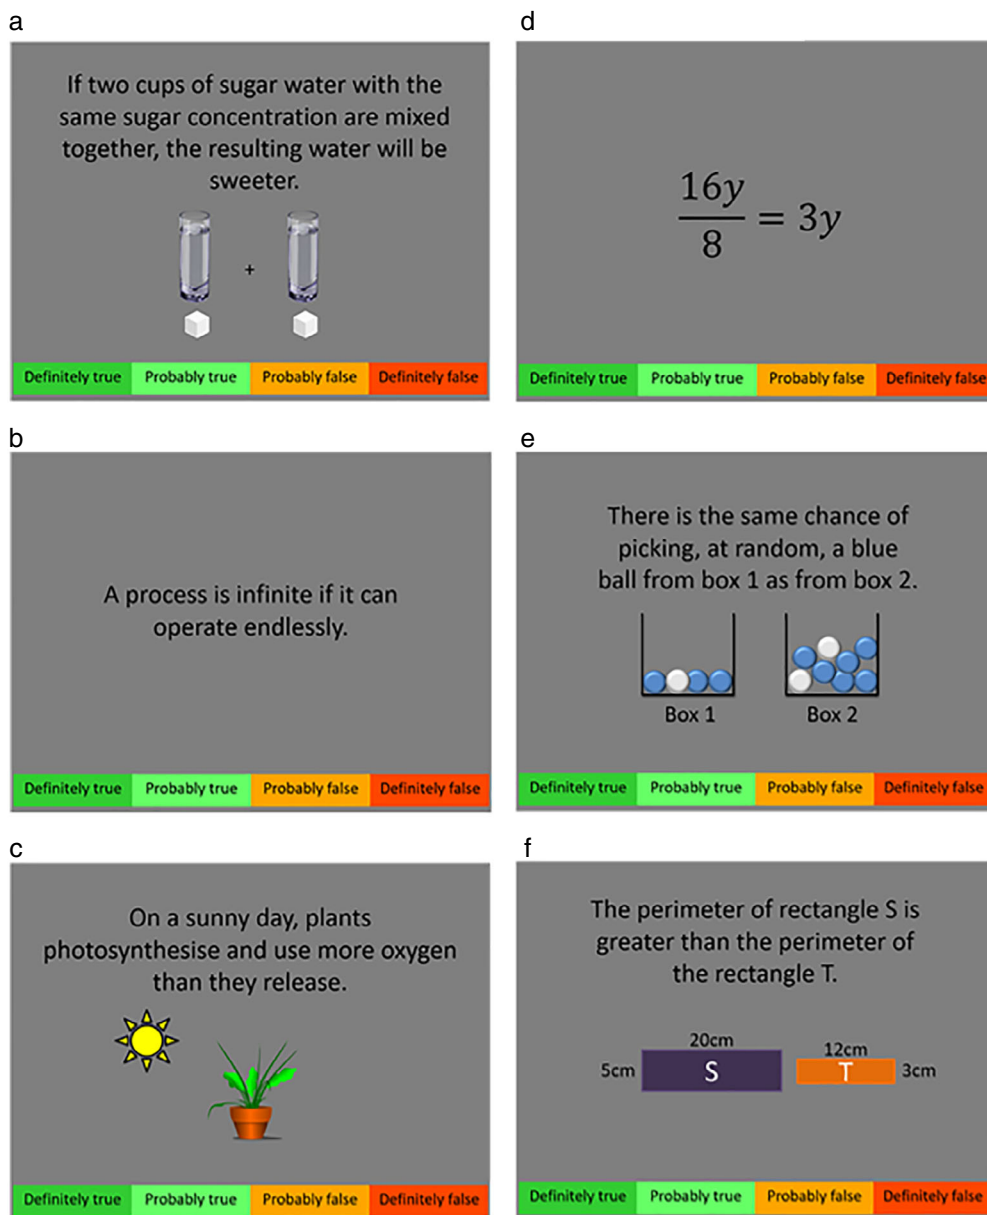 a
If two cups of sugar water with the
same sugar concentration are mixed
together, the resulting water will be
sweeter.
+
Definitely true Probably true Probably false Definitely false
b
A process is infinite if it can
operate endlessly.
Definitely true Probably true Probably false Definitely false
c
On a sunny day, plants
photosynthesise and use more oxygen
than they release.
Definitely true Probably true Probably false Definitely false
d
16y
8
= 3y
Definitely true Probably true Probably false Definitely false
e
There is the same chance of
picking, at random, a blue
ball from box 1 as from box 2.
Box 1 Box 2
Definitely true Probably true Probably false Definitely false
f
The perimeter of rectangle S is
greater than the perimeter of
the rectangle T.
20cm 12cm
5cm S T 3cm
Definitely true Probably true Probably false Definitely false